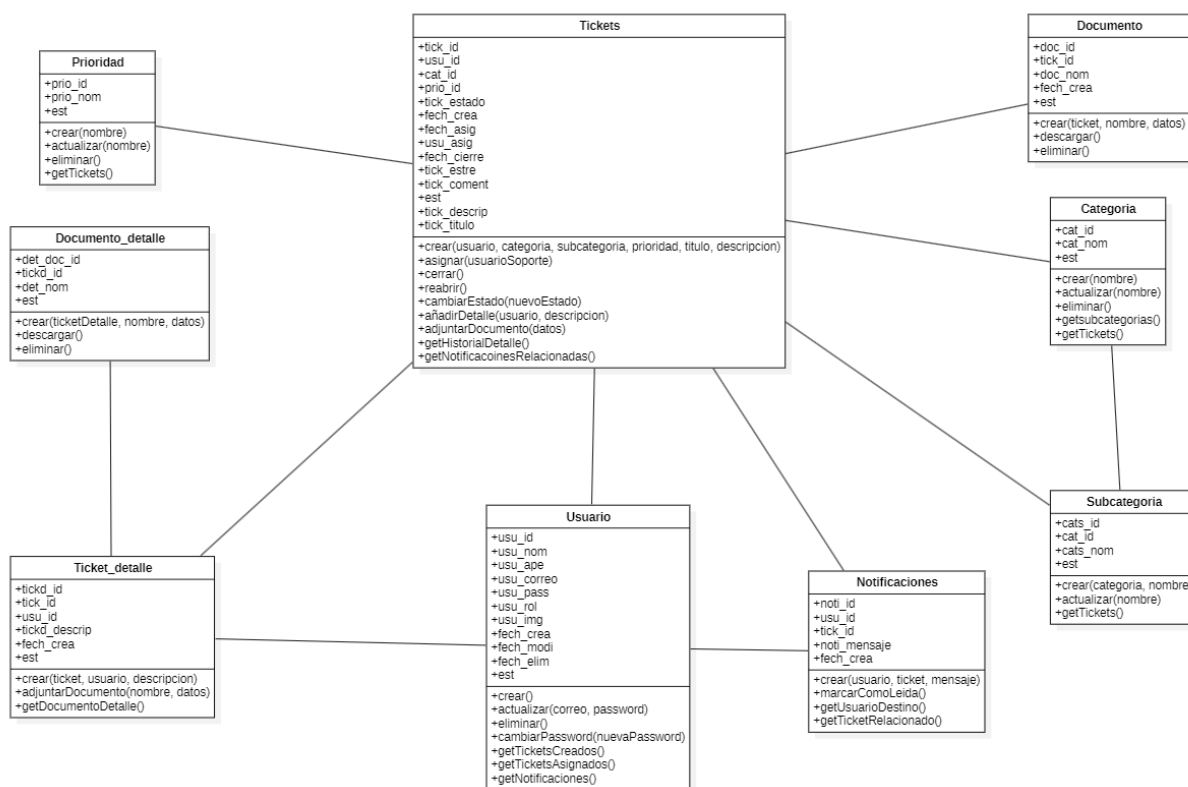 Tickets
+tick_id
+usu_id
+cat_id
+prio_id
+tick_estado
+fech_crea
+fech_asig
+usu_asig
+fech_cierre
+tick_estre
+tick_coment
+est
+tick_descrip
+tick_titulo
+crear(usuario, categoria, subcategoria, prioridad, titulo, descripcion)
+asignar(usuarioSoporte)
+cerrar()
+reabrir()
+cambiarEstado(nuevoEstado)
+añadirDetalle(usuario, descripcion)
+adjuntarDocumento(datos)
+getHistorialDetalle()
+getNotificacoinesRelacionadas()
Documento
+doc_id
+tick_id
+doc_nom
+fech_crea
+est
+crear(ticket, nombre, datos)
+descargar()
+eliminar()
Prioridad
+prio_id
+prio_nom
+est
+crear(nombre)
+actualizar(nombre)
+eliminar()
+getTickets()
Categoria
+cat_id
+cat_nom
+est
+crear(nombre)
+actualizar(nombre)
+eliminar()
+getsubcategorias()
+getTickets()
Documento_detalle
+det_doc_id
+tickd_id
+det_nom
+est
+crear(ticketDetalle, nombre, datos)
+descargar()
+eliminar()
Subcategoria
+cats_id
+cat_id
+cats_nom
+est
+crear(categoria, nombre
+actualizar(nombre)
+getTickets()
Usuario
+usu_id
+usu_nom
+usu_ape
+usu_correo
+usu_pass
+usu_rol
+usu_img
+fech_crea
+fech_modi
+fech_elim
+est
+crear()
+actualizar(correo, password)
+eliminar()
+cambiarPassword(nuevaPassword)
+getTicketsCreados()
+getTicketsAsignados()
+getNotificaciones()
Ticket_detalle
+tickd_id
+tick_id
+usu_id
+tickd_descrip
+fech_crea
+est
+crear(ticket, usuario, descripcion)
+adjuntarDocumento(nombre, datos)
+getDocumentoDetalle()
Notificaciones
+noti_id
+usu_id
+tick_id
+noti_mensaje
+fech_crea
+crear(usuario, ticket, mensaje)
+marcarComoLeida()
+getUsuarioDestino()
+getTicketRelacionado()